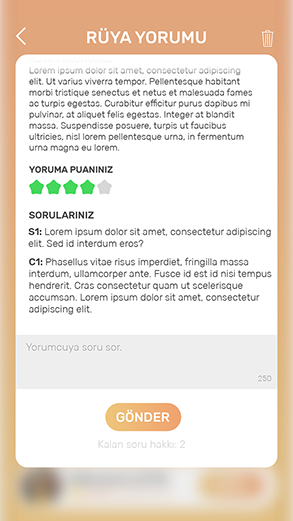 RÜYA YORUMU
Lorem ipsum dolor sit amet, consectetur adipiscing
elit. Ut varius viverra tempor. Pellentesque habitant
morbi tristique senectus et netus et malesuada fames
ac turpis egestas. Curabitur efficitur purus dapibus mi
pulvinar, at aliquet felis egestas. Integer at blandit
massa. Suspendisse posuere, turpis ut faucibus
ultricies, nisl lorem pellentesque urna, in fermentum
urna magna eu lorem.
YORUMA PUANINIZ
SORULARINIZ
S1: Lorem ipsum dolor sit amet, consectetur adipiscing
elit. Sed id interdum eros?
C1: Phasellus vitae risus imperdiet, fringilla massa
interdum, ullamcorper ante. Fusce id est id nisi tempus
hendrerit. Cras consectetur quam ut scelerisque
accumsan. Lorem ipsum dolor sit amet, consectetur
adipiscing elit.
Yorumcuya soru sor.
250
GÖNDER
Kalan soru hakkı: 2